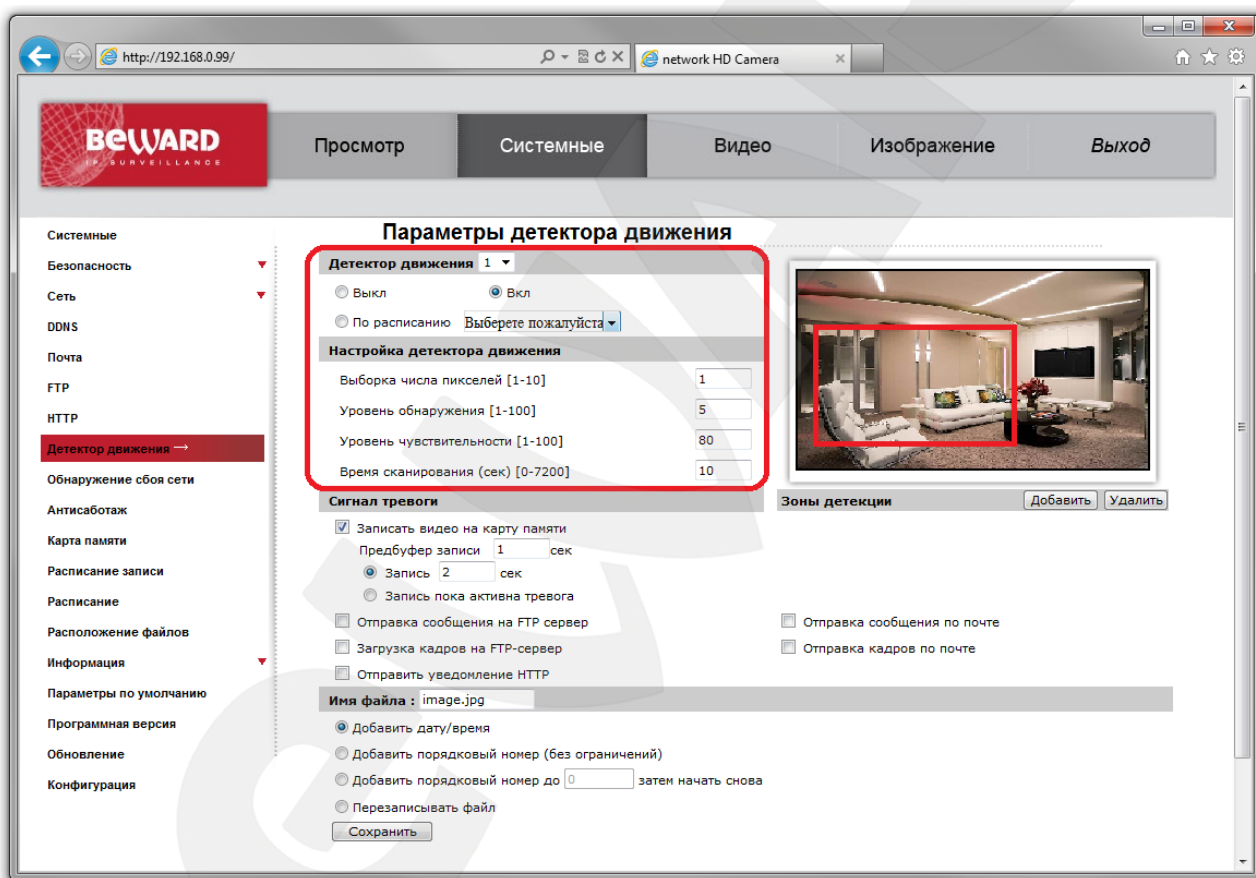 http://192.168.0.99/
network HD Camera
BEWARD
IP SURVEILLANCE
Просмотр
Системные
Видео
Изображение
Выход
Системные
Безопасность
Сеть
DDNS
Почта
FTP
HTTP
Детектор движения →
Обнаружение сбоя сети
Антисаботаж
Карта памяти
Расписание записи
Расписание
Расположение файлов
Информация
Параметры по умолчанию
Программная версия
Обновление
Конфигурация
Параметры детектора движения
Детектор движения 1
Выкл Вкл
По расписанию Выберете пожалуйста
Настройка детектора движения
Выборка числа пикселей [1-10] 1
Уровень обнаружения [1-100] 5
Уровень чувствительности [1-100] 80
Время сканирования (сек) [0-7200] 10
Сигнал тревоги
Зоны детекции Добавить Удалить
Записать видео на карту памяти
Предбуфер записи 1 сек
Запись 2 сек
Запись пока активна тревога
Отправка сообщения на FTP сервер
Отправка сообщения по почте
Загрузка кадров на FTP-сервер
Отправка кадров по почте
Отправить уведомление HTTP
Имя файла : image.jpg
Добавить дату/время
Добавить порядковый номер (без ограничений)
Добавить порядковый номер до 0 затем начать снова
Перезаписывать файл
Сохранить